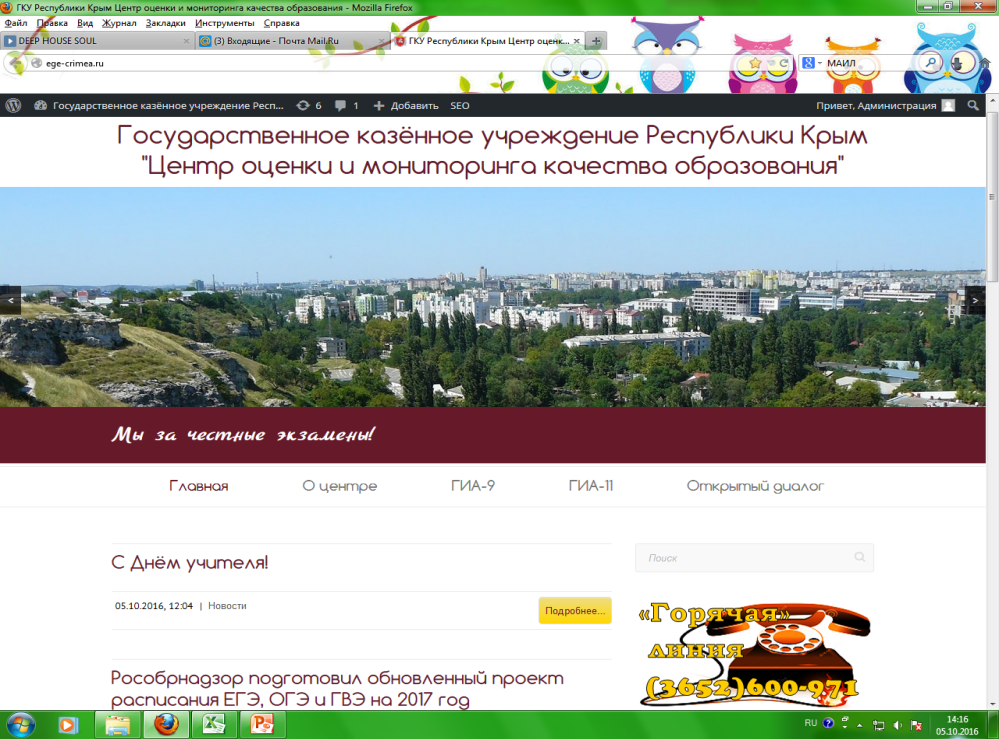 ГКУ Республики Крым Центр оценки и мониторинга качества образования - Mozilla Firefox
Файл Правка Вид Журнал Закладки Инструменты Справка
DEEP HOUSE SOUL
(3) Входящие - Почта Mail.Ru
ГКУ Республики Крым Центр оценк...
ege-crimea.ru
МАИЛ
Государственное казённое учреждение Респ... 6 1 + Добавить SEO
Привет, Администрация
Государственное казённое учреждение Республики Крым
"Центр оценки и мониторинга качества образования"
<
>
Мы за честные экзамены!
Главная О центре ГИА-9 ГИА-11 Открытый диалог
С Днём учителя!
Поиск
05.10.2016, 12:04 | Новости
Подробнее...
«Горячая»
линия
(3652)600-971
Рособрнадзор подготовил обновленный проект
расписания ЕГЭ, ОГЭ и ГВЭ на 2017 год
RU
14:16
05.10.2016